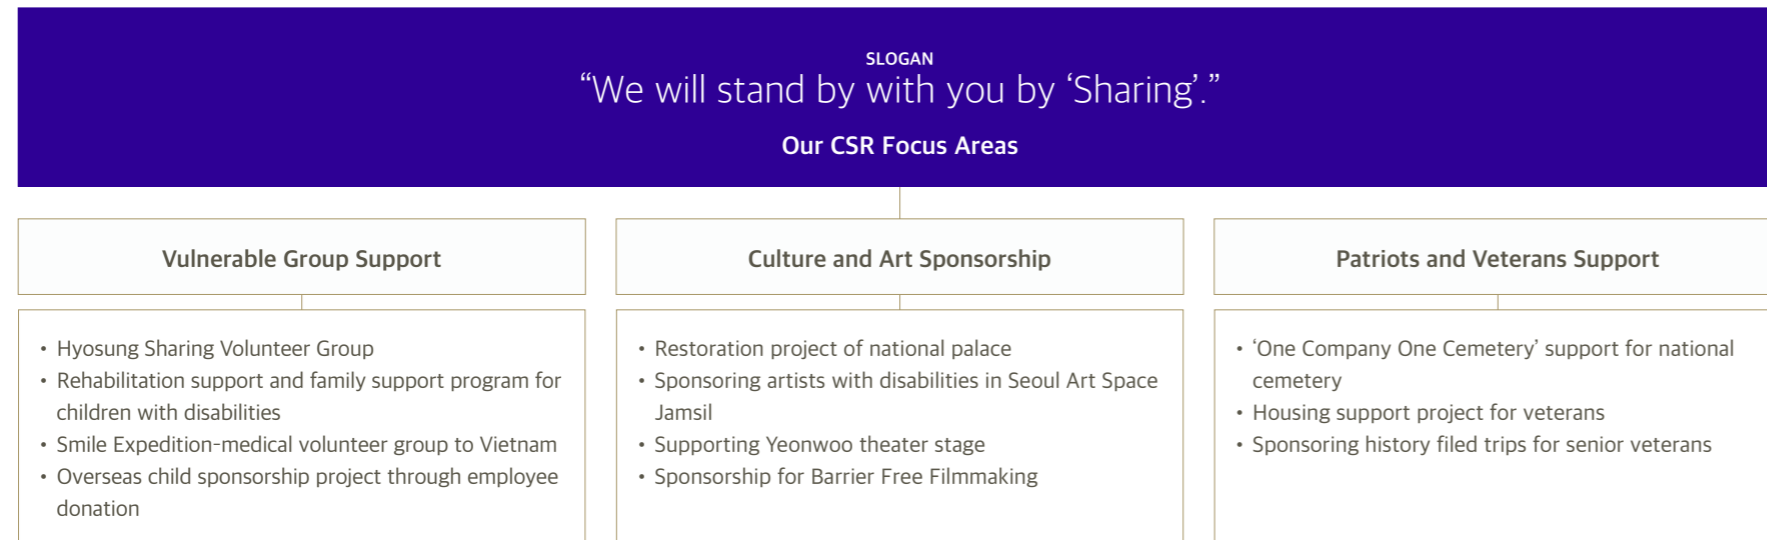 SLOGAN
“We will stand by with you by ‘Sharing’.”
Our CSR Focus Areas
Vulnerable Group Support
• Hyosung Sharing Volunteer Group
• Rehabilitation support and family support program for
children with disabilities
• Smile Expedition-medical volunteer group to Vietnam
• Overseas child sponsorship project through employee
donation
Culture and Art Sponsorship
• Restoration project of national palace
• Sponsoring artists with disabilities in Seoul Art Space
Jamsil
• Supporting Yeonwoo theater stage
• Sponsorship for Barrier Free Filmmaking
Patriots and Veterans Support
• ‘One Company One Cemetery’ support for national
cemetery
• Housing support project for veterans
• Sponsoring history filed trips for senior veterans